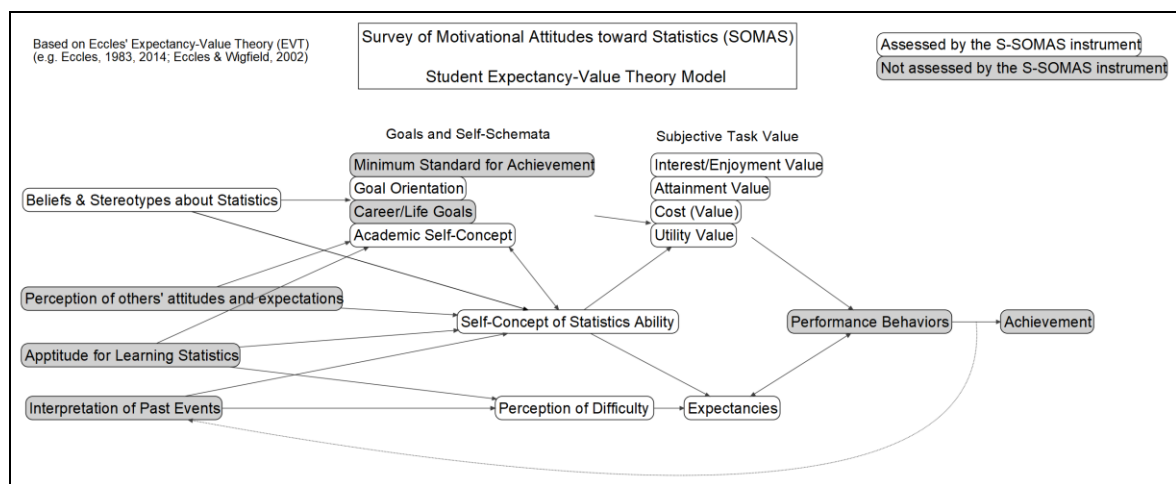 Based on Eccles' Expectancy-Value Theory (EVT)
(e.g. Eccles, 1983, 2014; Eccles & Wigfield, 2002)
Survey of Motivational Attitudes toward Statistics (SOMAS)
Student Expectancy-Value Theory Model
Assessed by the S-SOMAS instrument
Not assessed by the S-SOMAS instrument
Goals and Self-Schemata
Minimum Standard for Achievement
Goal Orientation
Career/Life Goals
Academic Self-Concept
Subjective Task Value
Interest/Enjoyment Value
Attainment Value
Cost (Value)
Utility Value
Beliefs & Stereotypes about Statistics
Perception of others' attitudes and expectations
Apptitude for Learning Statistics
Interpretation of Past Events
Self-Concept of Statistics Ability
Perception of Difficulty
Expectancies
Performance Behaviors
Achievement